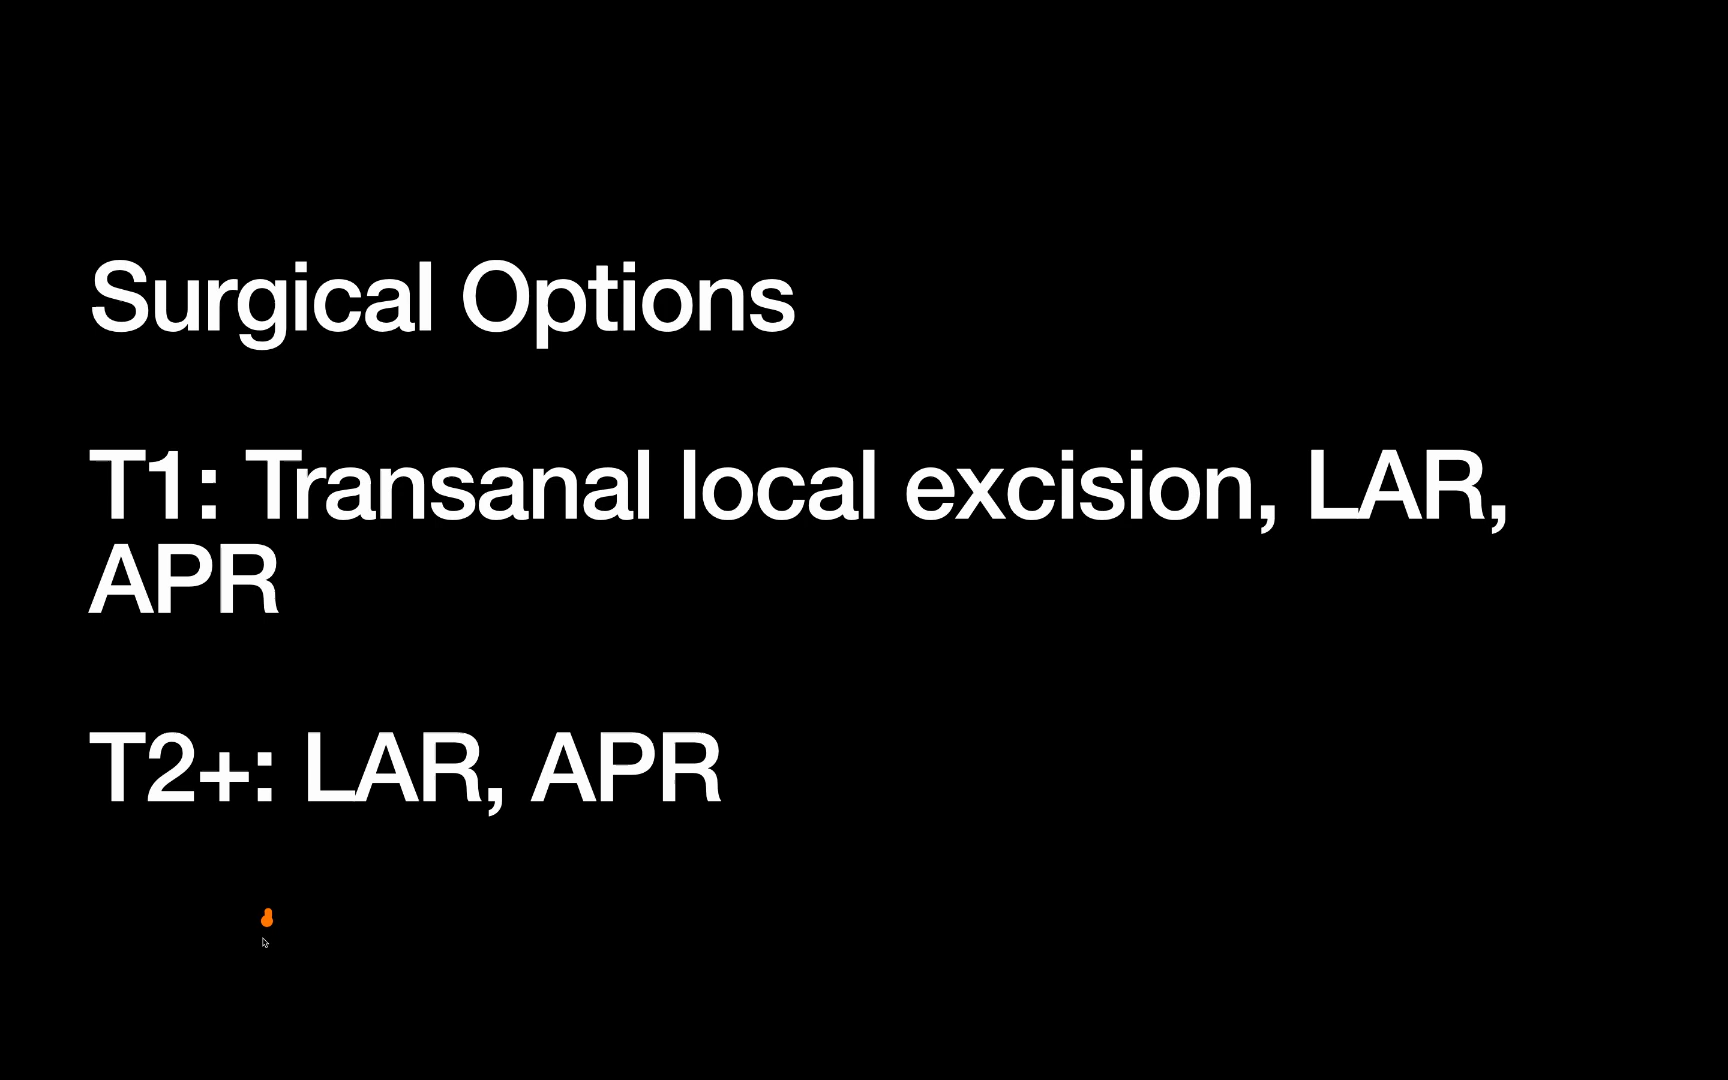 Surgical Options
T1: Transanal local excision, LAR,
APR
T2+: LAR, APR